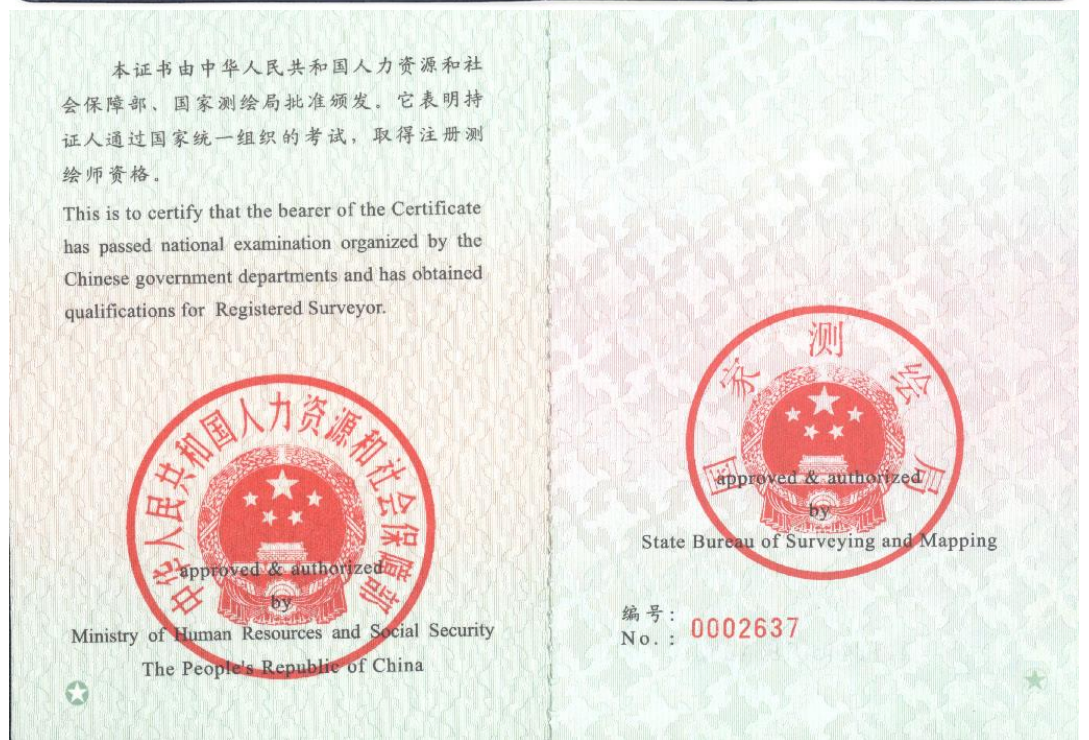 本证书由中华人民共和国人力资源和社
会保障部、国家测绘局批准颁发。它表明持
证人通过国家统一组织的考试，取得注册测
绘师资格。
This is to certify that the bearer of the Certificate
has passed national examination organized by the
Chinese government departments and has obtained
qualifications for Registered Surveyor.
中华人民共和国人力资源和社会保障部
approved & authorized
by
Ministry of Human Resources and Social Security
The People's Republic of China
国家测绘局
approved & authorized
by
State Bureau of Surveying and Mapping
编号：
No.： 0002637